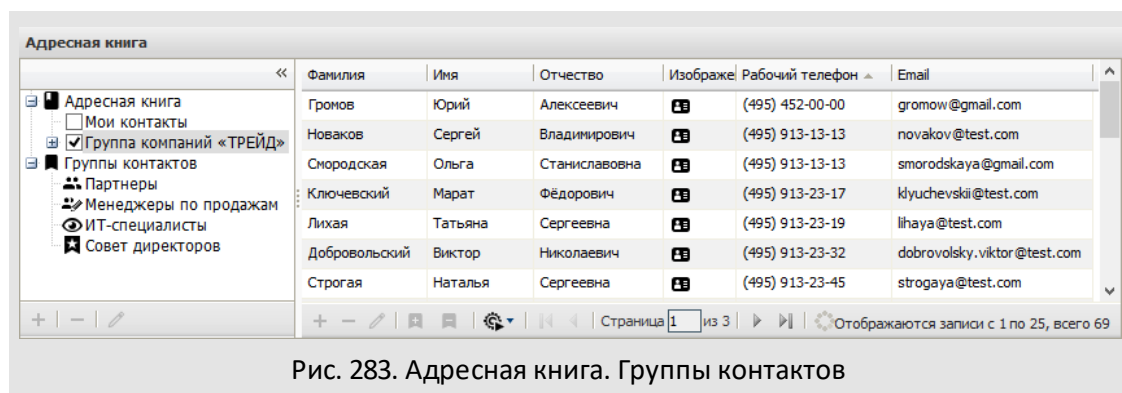 Адресная книга
Фамилия Имя Отчество Изображе Рабочий телефон Email
Адресная книга
Мои контакты
Группа компаний «ТРЕЙД»
Группы контактов
Партнеры
Менеджеры по продажам
ИТ-специалисты
Совет директоров
Громов Юрий Алексеевич (495) 452-00-00 gromow@gmail.com
Новаков Сергей Владимирович (495) 913-13-13 novakov@test.com
Смородская Ольга Станиславовна (495) 913-13-13 smorodskaya@gmail.com
Ключевский Марат Фёдорович (495) 913-23-17 klyuchevskii@test.com
Лихая Татьяна Сергеевна (495) 913-23-19 lihaya@test.com
Добровольский Виктор Николаевич (495) 913-23-32 dobrovolsky.viktor@test.com
Строгая Наталья Сергеевна (495) 913-23-45 strogaya@test.com
Страница 1 из 3 Отображаются записи с 1 по 25, всего 69
Рис. 283. Адресная книга. Группы контактов